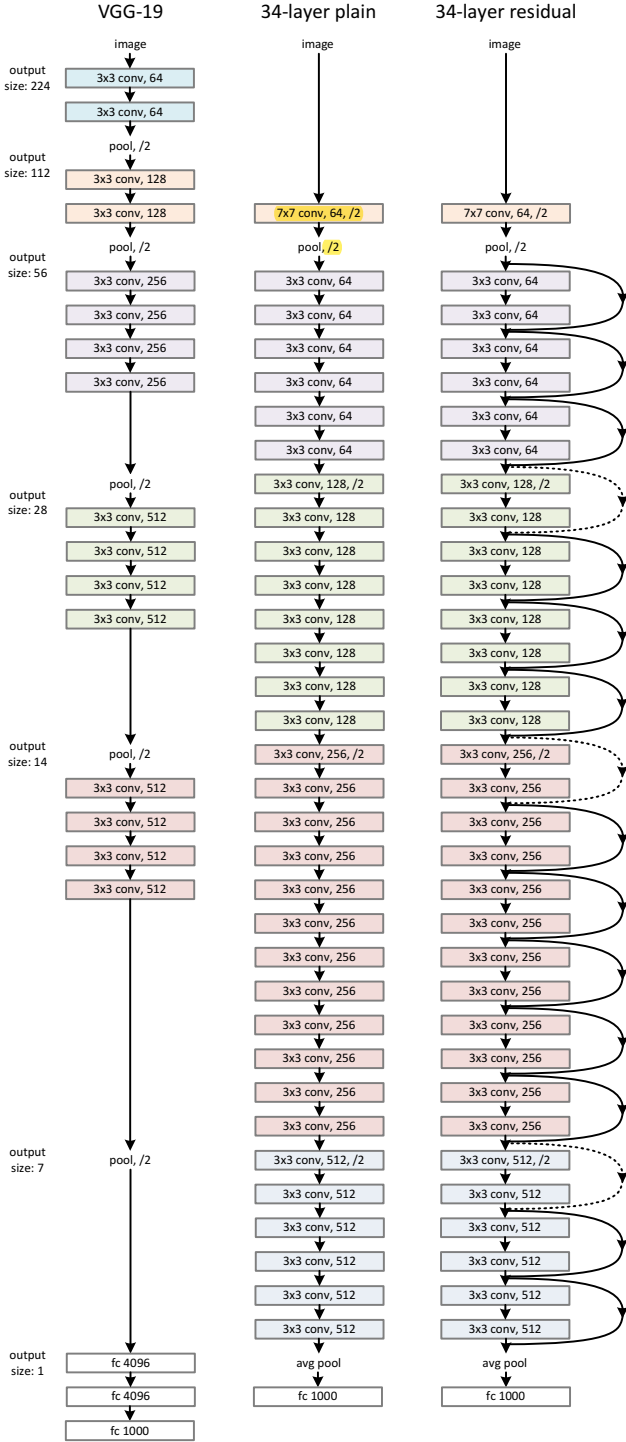 output
size: 224
output
size: 112
output
size: 56
output
size: 28
output
size: 14
output
size: 7
output
size: 1
VGG-19
image
3x3 conv, 64
3x3 conv, 64
pool, /2
3x3 conv, 128
3x3 conv, 128
pool, /2
3x3 conv, 256
3x3 conv, 256
3x3 conv, 256
3x3 conv, 256
pool, /2
3x3 conv, 512
3x3 conv, 512
3x3 conv, 512
3x3 conv, 512
pool, /2
3x3 conv, 512
3x3 conv, 512
3x3 conv, 512
3x3 conv, 512
pool, /2
fc 4096
fc 4096
fc 1000
34-layer plain
image
7x7 conv, 64, /2
pool, /2
3x3 conv, 64
3x3 conv, 64
3x3 conv, 64
3x3 conv, 64
3x3 conv, 64
3x3 conv, 64
3x3 conv, 128, /2
3x3 conv, 128
3x3 conv, 128
3x3 conv, 128
3x3 conv, 128
3x3 conv, 128
3x3 conv, 128
3x3 conv, 128
3x3 conv, 256, /2
3x3 conv, 256
3x3 conv, 256
3x3 conv, 256
3x3 conv, 256
3x3 conv, 256
3x3 conv, 256
3x3 conv, 256
3x3 conv, 256
3x3 conv, 256
3x3 conv, 256
3x3 conv, 256
3x3 conv, 512, /2
3x3 conv, 512
3x3 conv, 512
3x3 conv, 512
3x3 conv, 512
3x3 conv, 512
avg pool
fc 1000
34-layer residual
image
7x7 conv, 64, /2
pool, /2
3x3 conv, 64
3x3 conv, 64
3x3 conv, 64
3x3 conv, 64
3x3 conv, 64
3x3 conv, 64
3x3 conv, 128, /2
3x3 conv, 128
3x3 conv, 128
3x3 conv, 128
3x3 conv, 128
3x3 conv, 128
3x3 conv, 128
3x3 conv, 128
3x3 conv, 256, /2
3x3 conv, 256
3x3 conv, 256
3x3 conv, 256
3x3 conv, 256
3x3 conv, 256
3x3 conv, 256
3x3 conv, 256
3x3 conv, 256
3x3 conv, 256
3x3 conv, 256
3x3 conv, 256
3x3 conv, 512, /2
3x3 conv, 512
3x3 conv, 512
3x3 conv, 512
3x3 conv, 512
3x3 conv, 512
avg pool
fc 1000